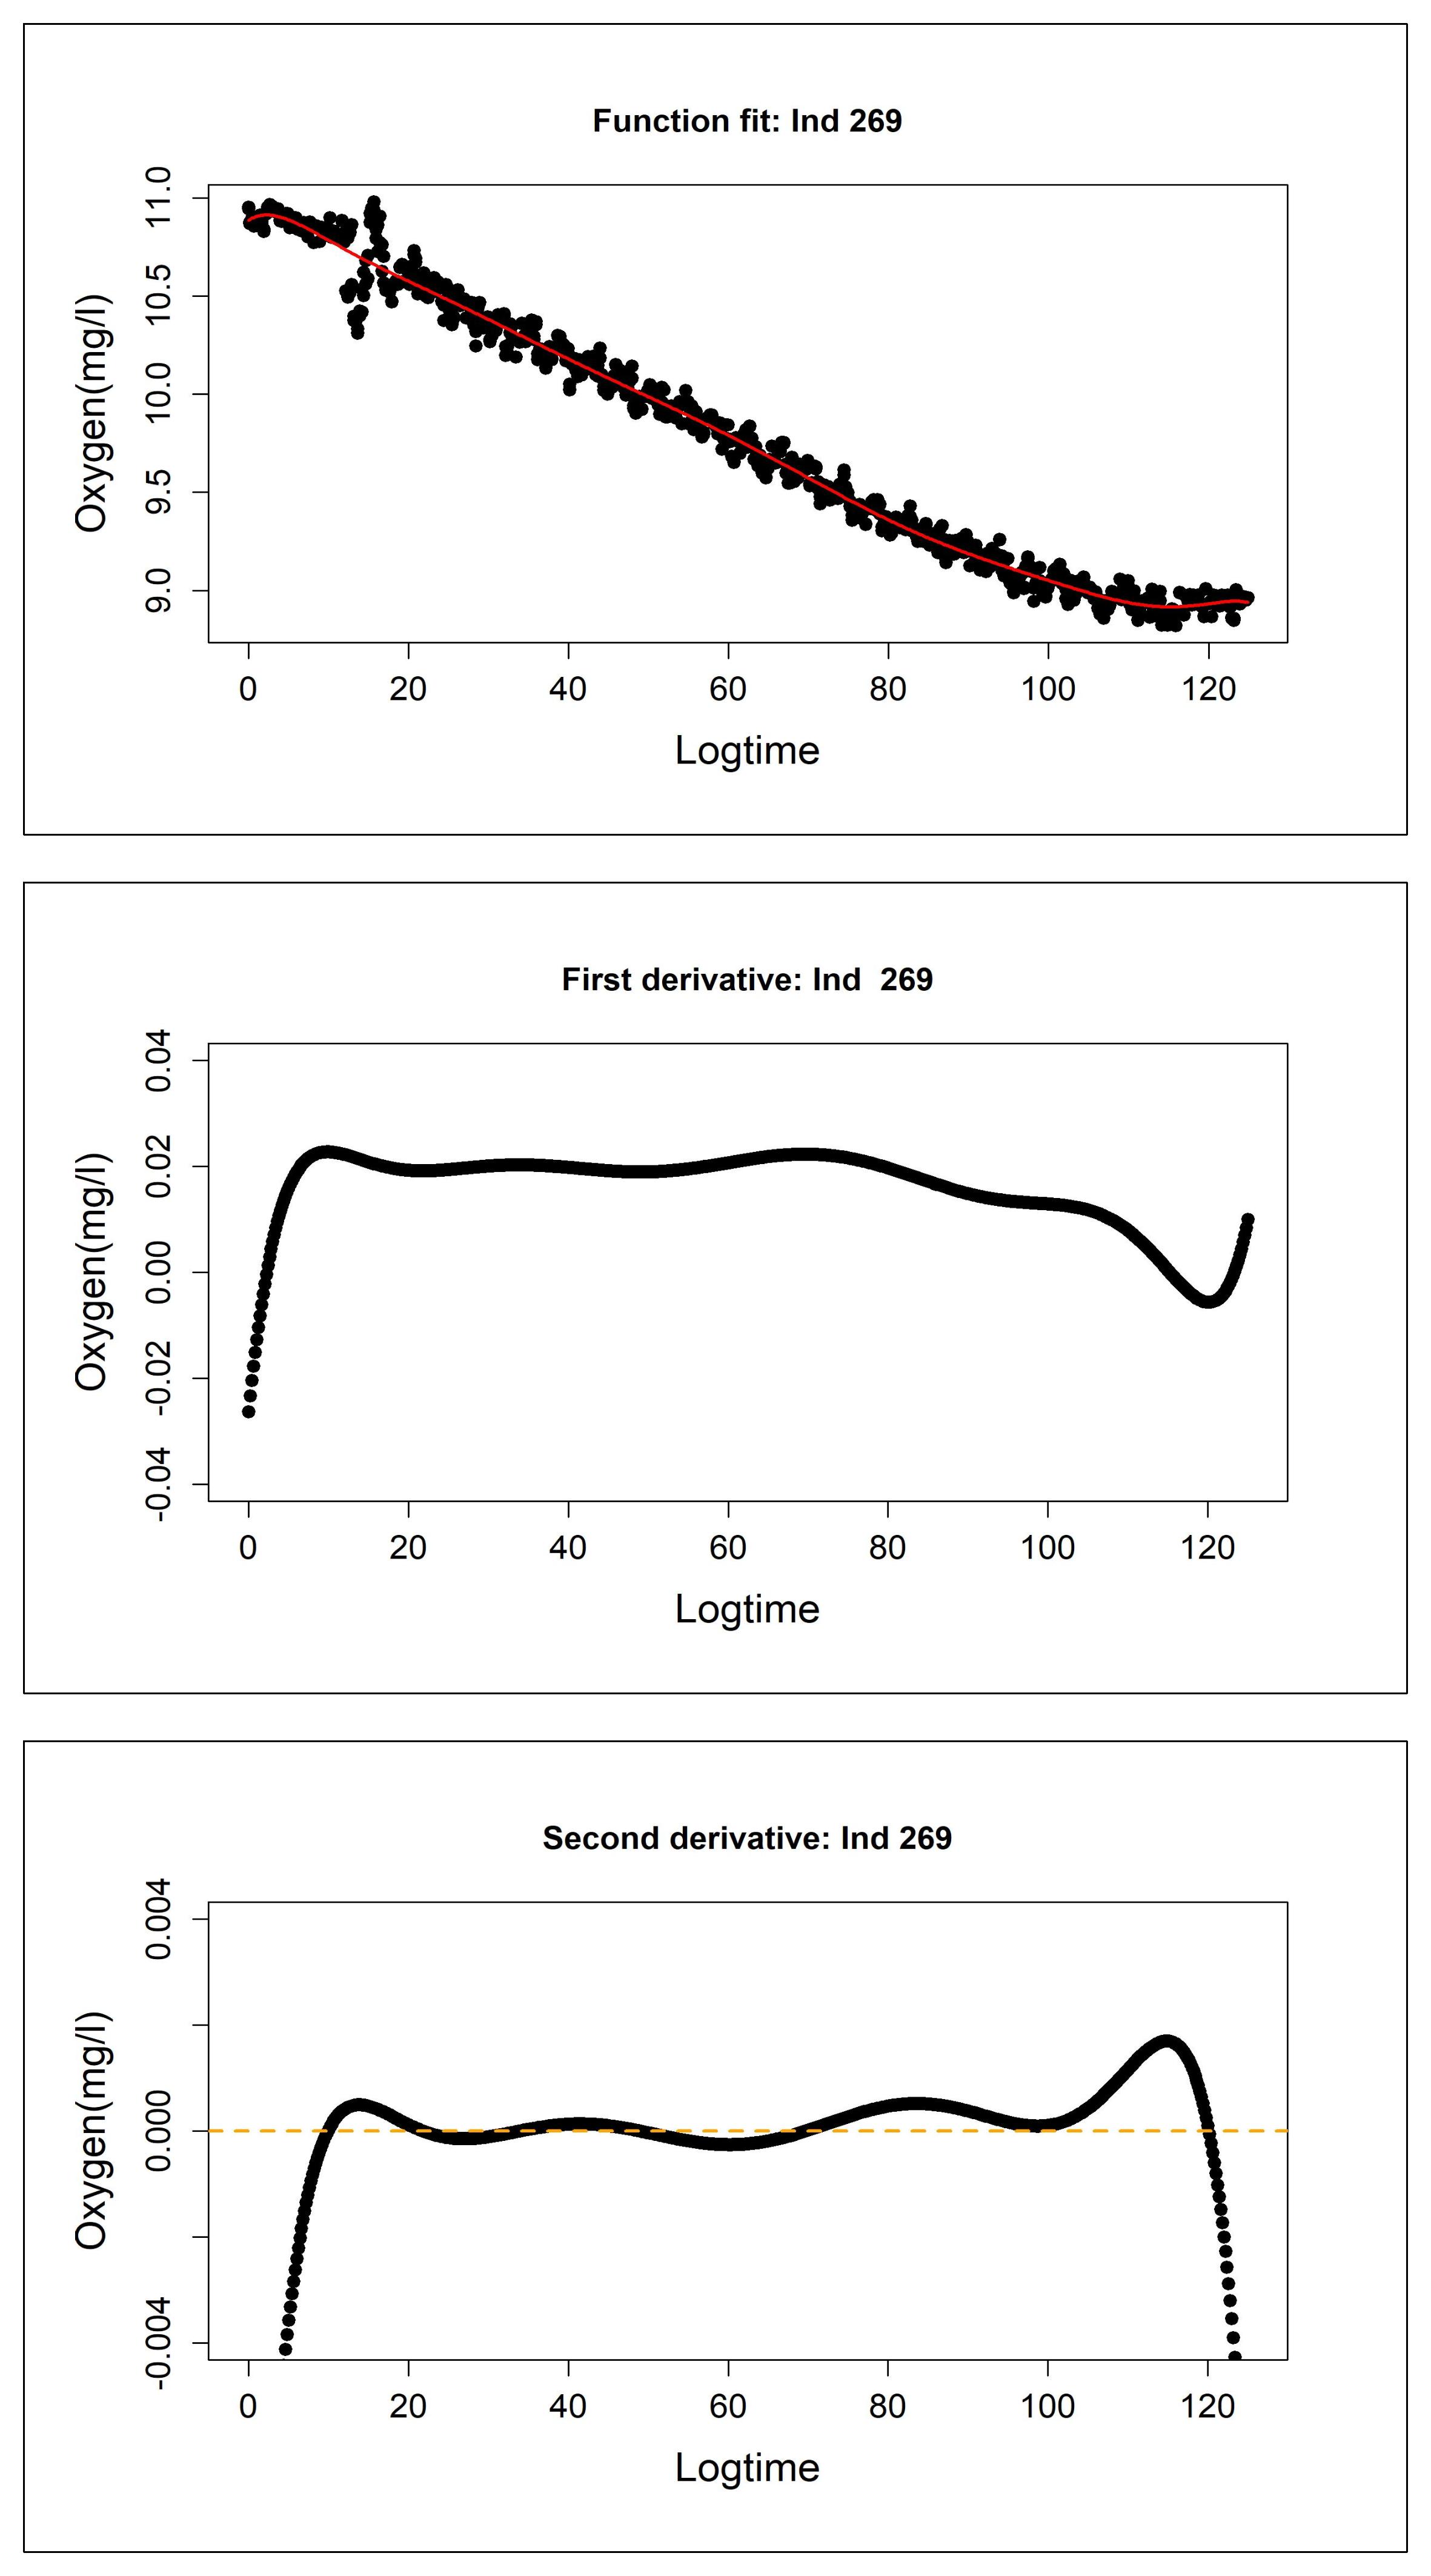 Function fit: Ind 269
Oxygen(mg/l)
11.0
10.5
10.0
9.5
9.0
0 20 40 60 80 100 120
Logtime
First derivative: Ind  269
Oxygen(mg/l)
0.04
0.02
0.00
-0.02
-0.04
0 20 40 60 80 100 120
Logtime
Second derivative: Ind 269
Oxygen(mg/l)
0.004
0.000
-0.004
0 20 40 60 80 100 120
Logtime